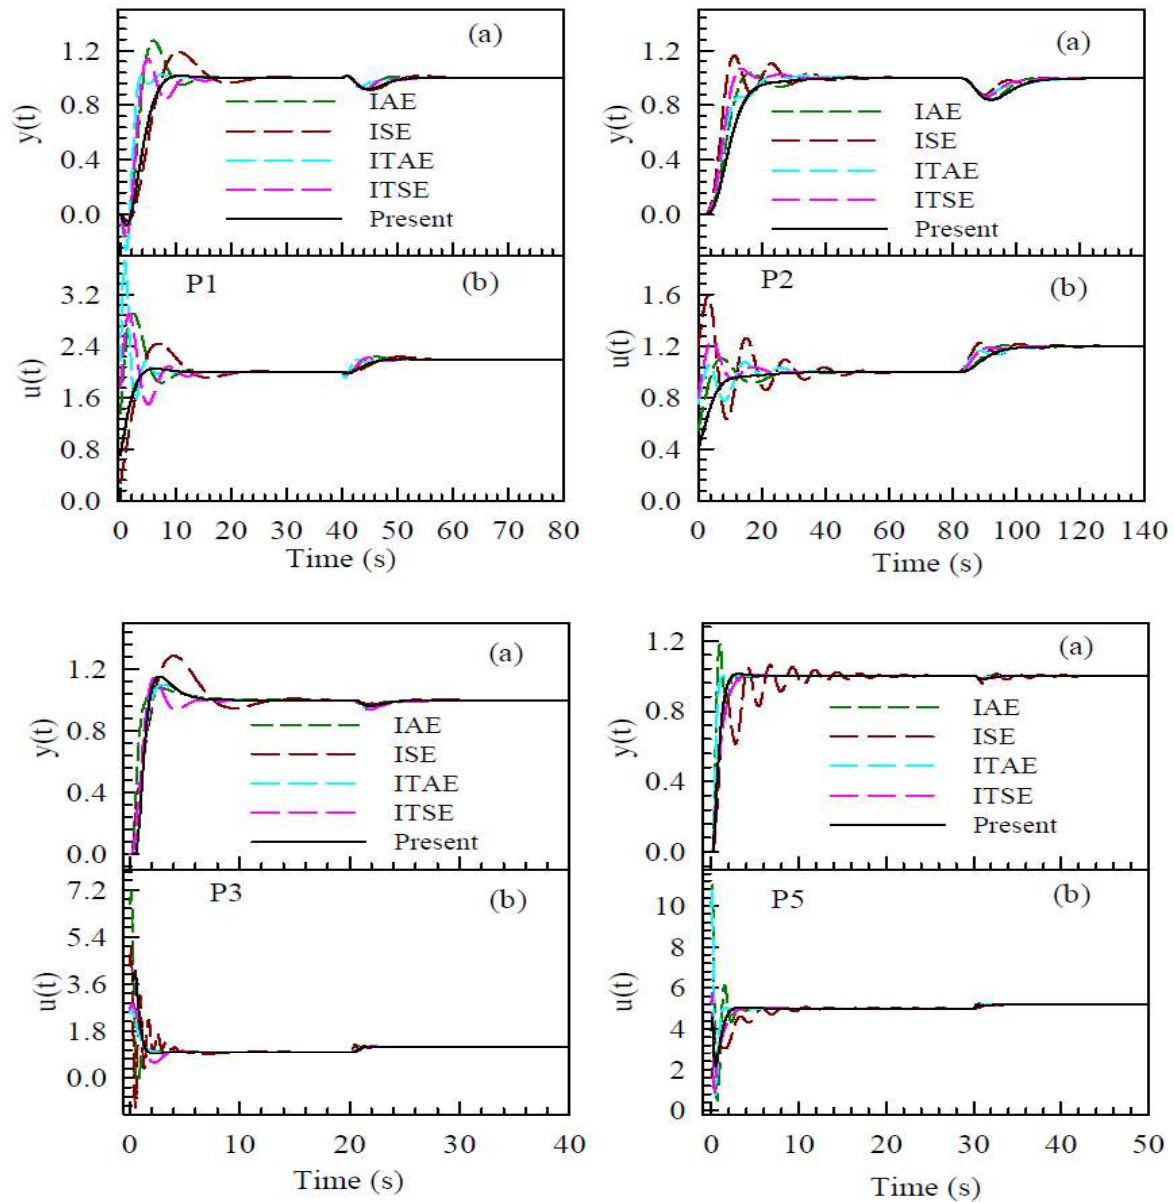 (a)
1.2
0.8
0.4
0.0
y(t)
IAE
ISE
ITAE
ITSE
Present
P1
(b)
3.2
2.4
1.6
0.8
0.0
u(t)
0 10 20 30 40 50 60 70 80
Time (s)
(a)
1.2
0.8
0.4
0.0
y(t)
IAE
ISE
ITAE
ITSE
Present
P2
(b)
1.6
1.2
0.8
0.4
0.0
u(t)
0 20 40 60 80 100 120 140
Time (s)
(a)
1.2
0.8
0.4
0.0
y(t)
IAE
ISE
ITAE
ITSE
Present
P3
(b)
7.2
5.4
3.6
1.8
0.0
u(t)
0 10 20 30 40
Time (s)
(a)
1.2
0.8
0.4
0.0
y(t)
IAE
ISE
ITAE
ITSE
Present
P5
(b)
10
8
6
4
2
0
u(t)
0 10 20 30 40 50
Time (s)